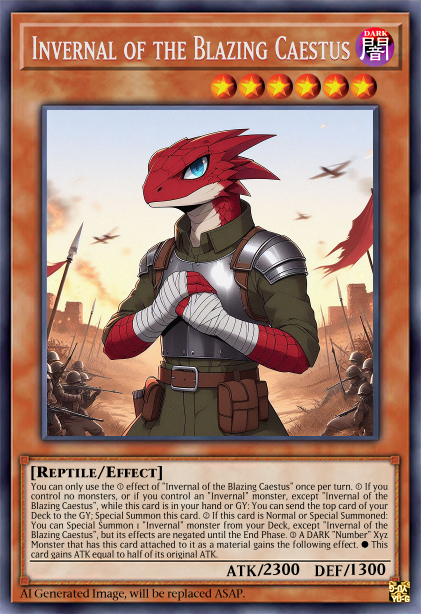 Invernal of the Blazing Caestus
DARK
闇
[Reptile/Effect]
You can only use the ① effect of "Invernal of the Blazing Caestus" once per turn. ① If you
control no monsters, or if you control an "Invernal" monster, except "Invernal of the
Blazing Caestus", while this card is in your hand or GY: You can send the top card of your
Deck to the GY; Special Summon this card. ② If this card is Normal or Special Summoned:
You can Special Summon 1 "Invernal" monster from your Deck, except "Invernal of the
Blazing Caestus", but its effects are negated until the End Phase. ③ A DARK "Number" Xyz
Monster that has this card attached to it as material gains the following effect. ● This
card gains ATK equal to half of its original ATK.
ATK/2300 DEF/1300
AI Generated Image, will be replaced ASAP.